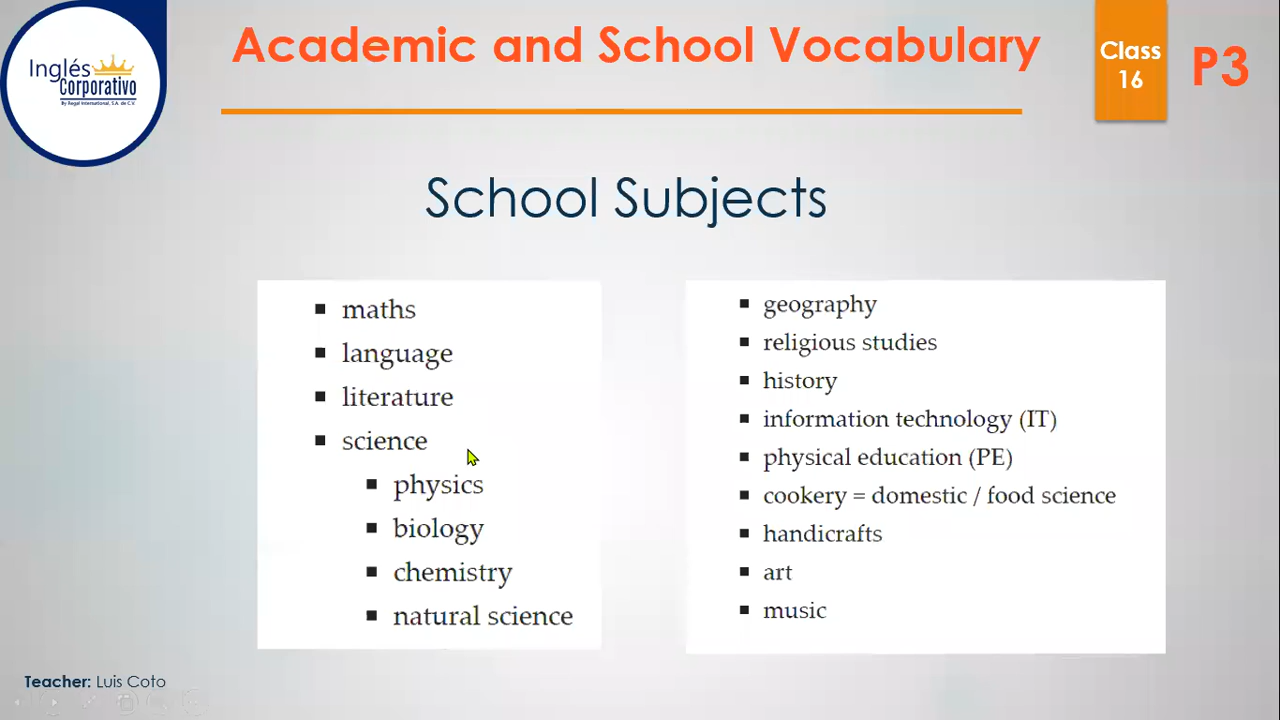 Academic and School Vocabulary
Class
16
P3
Inglés
Corporativo
By Regal International, S.A. de C.V.
School Subjects
maths
language
literature
science
physics
biology
chemistry
natural science
geography
religious studies
history
information technology (IT)
physical education (PE)
cookery = domestic / food science
handicrafts
art
music
Teacher: Luis Coto